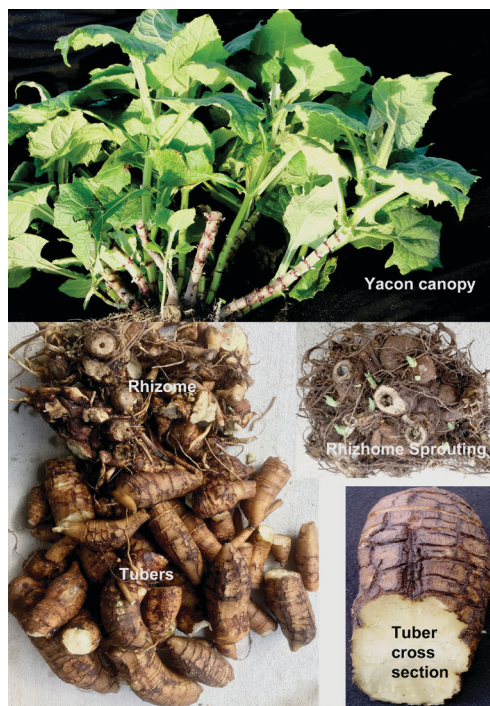 Yacon canopy
Rhizome
Rhizhome Sprouting
Tubers
Tuber
cross
section